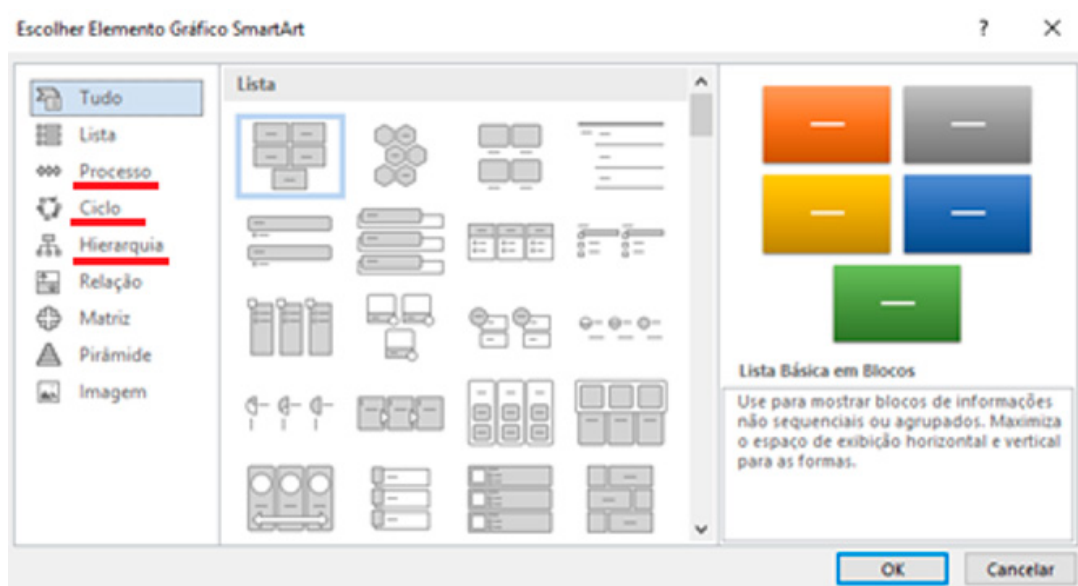 Escolher Elemento Gráfico SmartArt
?
Tudo
Lista
Processo
Ciclo
Hierarquia
Relação
Matriz
Pirâmide
Imagem
Lista
Lista Básica em Blocos
Use para mostrar blocos de informações
não sequenciais ou agrupados. Maximiza
o espaço de exibição horizontal e vertical
para as formas.
OK
Cancelar